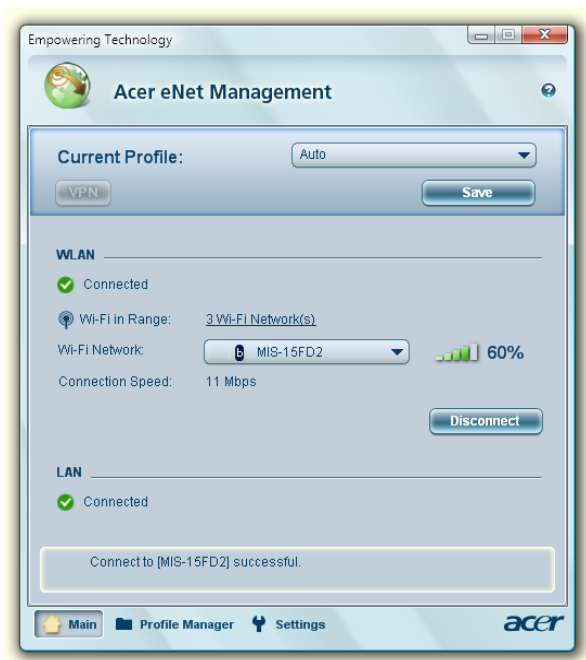 Empowering Technology
Acer eNet Management
Current Profile: Auto
VPN Save
WLAN
Connected
Wi-Fi in Range: 3 Wi-Fi Network(s)
Wi-Fi Network: b MIS-15FD2 60%
Connection Speed: 11 Mbps
Disconnect
LAN
Connected
Connect to [MIS-15FD2] successful.
Main Profile Manager Settings acer